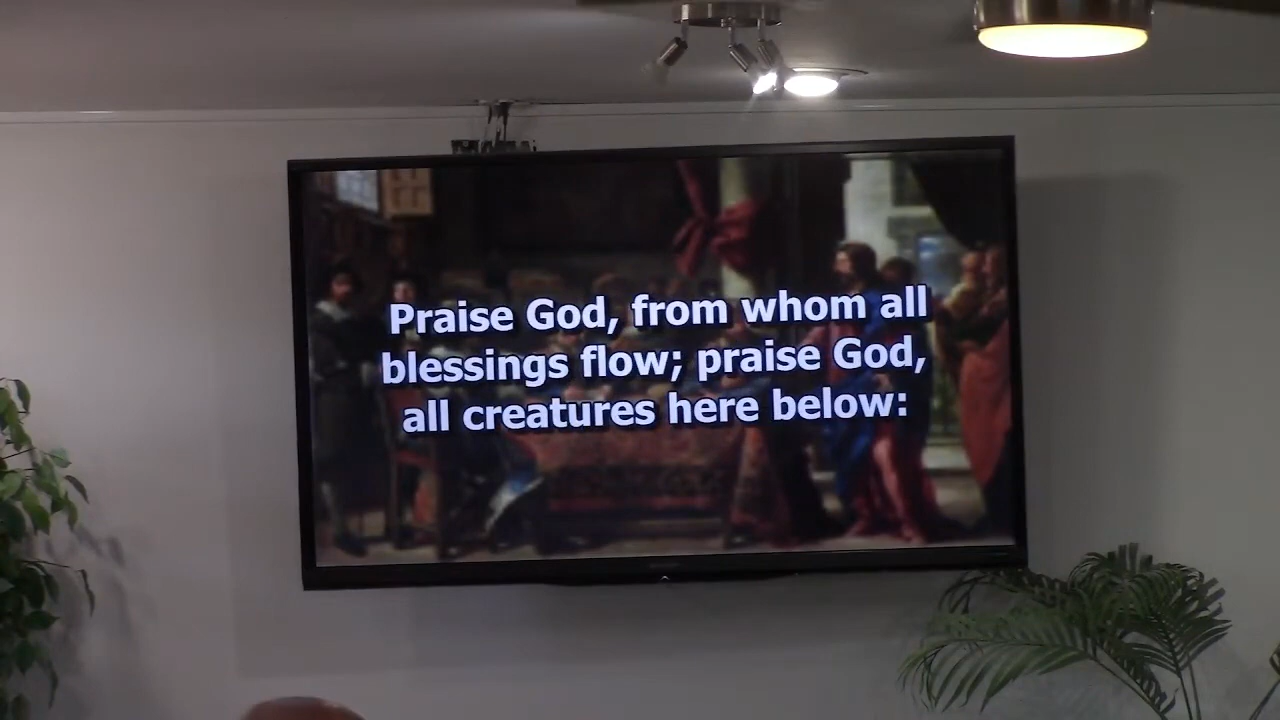 Praise God, from whom all
blessings flow; praise God,
all creatures here below: